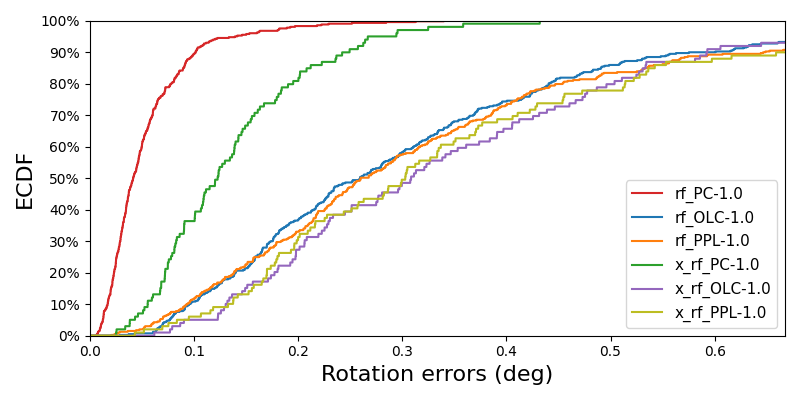 100%
90%
80%
70%
60%
50%
40%
30%
20%
10%
0%
ECDF
rf_PC-1.0
rf_OLC-1.0
rf_PPL-1.0
x_rf_PC-1.0
x_rf_OLC-1.0
x_rf_PPL-1.0
0.0 0.1 0.2 0.3 0.4 0.5 0.6
Rotation errors (deg)